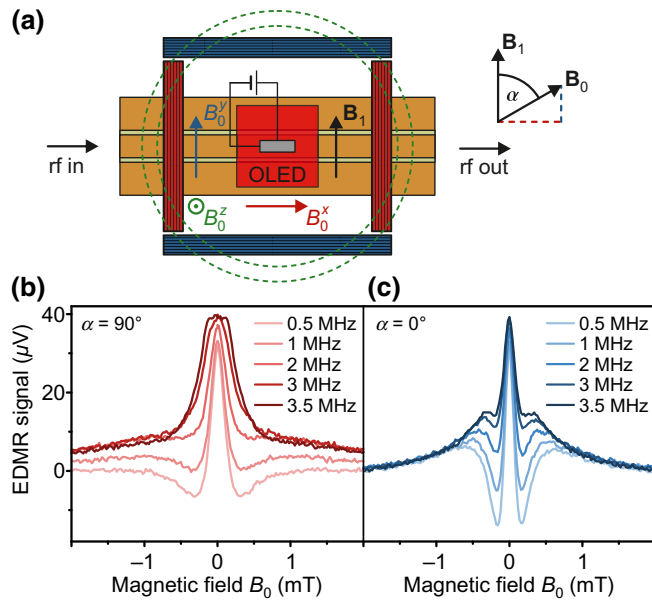 (a)
B₁
B₀
α
B₀ʸ
B₁
rf in
OLED
rf out
B₀ᶻ
B₀ˣ
(b)
(c)
40
α = 90°
0.5 MHz
1 MHz
2 MHz
3 MHz
3.5 MHz
α = 0°
0.5 MHz
1 MHz
2 MHz
3 MHz
3.5 MHz
EDMR signal (µV)
20
0
−1
0
1
−1
0
1
Magnetic field B₀ (mT)
Magnetic field B₀ (mT)